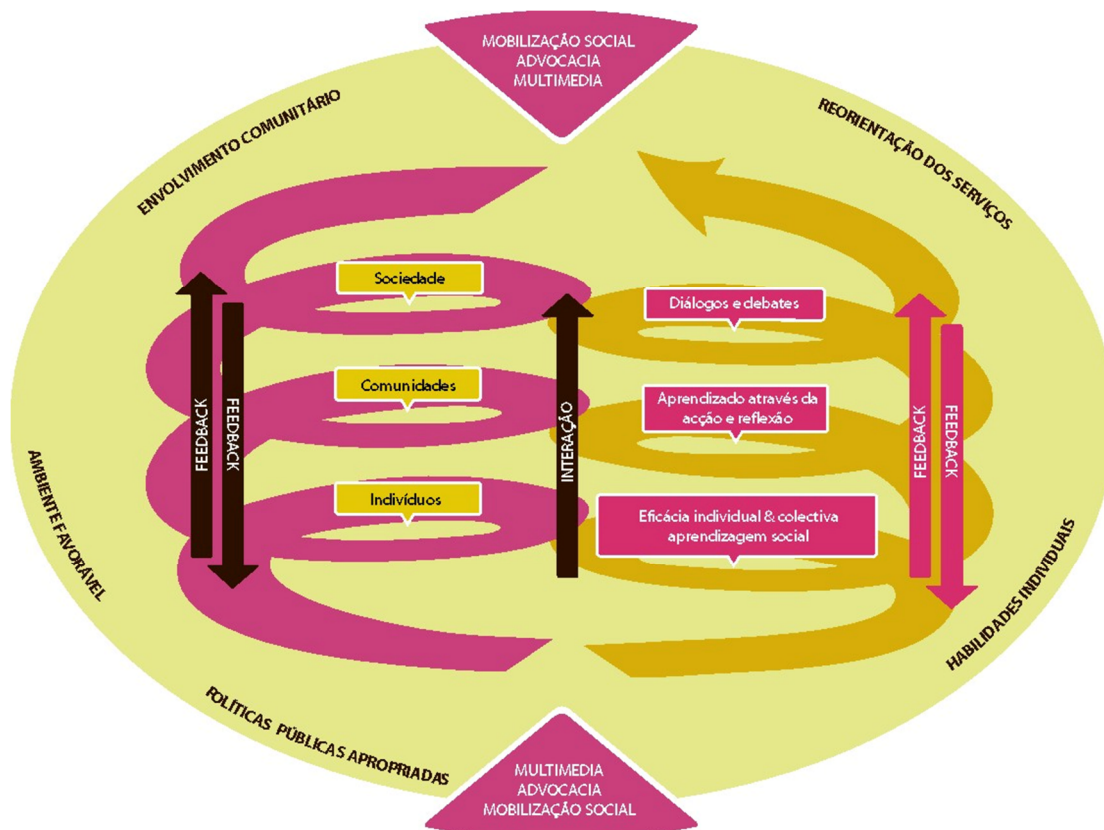 MOBILIZAÇÃO SOCIAL
ADVOCACIA
MULTIMEDIA
ENVOLVIMENTO COMUNITÁRIO
REORIENTAÇÃO DOS SERVIÇOS
Sociedade
Diálogos e debates
Comunidades
Aprendizado através da
acção e reflexão
Indivíduos
Eficácia individual & colectiva
aprendizagem social
FEEDBACK
FEEDBACK
INTERAÇÃO
FEEDBACK
FEEDBACK
AMBIENTE FAVORÁVEL
HABILIDADES INDIVIDUAIS
POLÍTICAS PÚBLICAS APROPRIADAS
MULTIMEDIA
ADVOCACIA
MOBILIZAÇÃO SOCIAL